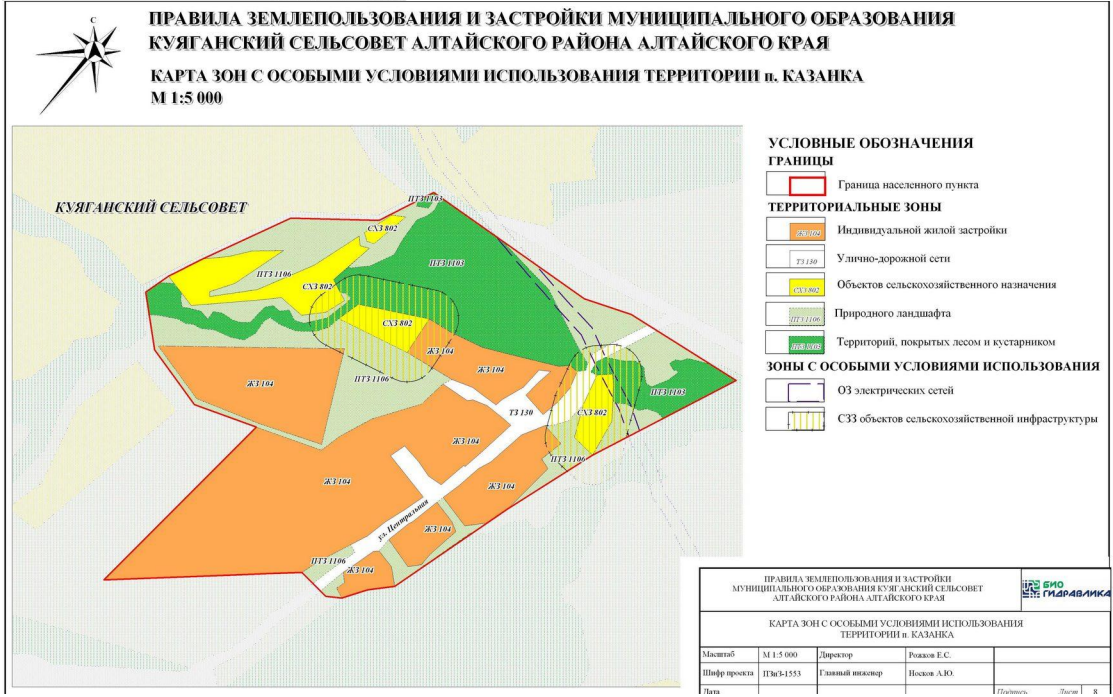 С
ПРАВИЛА ЗЕМЛЕПОЛЬЗОВАНИЯ И ЗАСТРОЙКИ МУНИЦИПАЛЬНОГО ОБРАЗОВАНИЯ
КУЯГАНСКИЙ СЕЛЬСОВЕТ АЛТАЙСКОГО РАЙОНА АЛТАЙСКОГО КРАЯ
КАРТА ЗОН С ОСОБЫМИ УСЛОВИЯМИ ИСПОЛЬЗОВАНИЯ ТЕРРИТОРИИ п. КАЗАНКА
М 1:5 000
КУЯГАНСКИЙ СЕЛЬСОВЕТ
ПТЗ 1103
СХЗ 802
ПТЗ 1103
ПТЗ 1106
СХЗ 802
СХЗ 802
ЖЗ 104
ЖЗ 104
ЖЗ 104
ПТЗ 1106
ПТЗ 1103
ТЗ 130
СХЗ 802
ЖЗ 104
ПТЗ 1106
ЖЗ 104
ЖЗ 104
ул. Центральная
ЖЗ 104
ПТЗ 1106
ЖЗ 104
УСЛОВНЫЕ ОБОЗНАЧЕНИЯ
ГРАНИЦЫ
Граница населенного пункта
ТЕРРИТОРИАЛЬНЫЕ ЗОНЫ
ЖЗ 104 Индивидуальной жилой застройки
ТЗ 130 Улично-дорожной сети
СХЗ 802 Объектов сельскохозяйственного назначения
ПТЗ 1106 Природного ландшафта
Территорий, покрытых лесом и кустарником
ЗОНЫ С ОСОБЫМИ УСЛОВИЯМИ ИСПОЛЬЗОВАНИЯ
ОЗ электрических сетей
СЗЗ объектов сельскохозяйственной инфраструктуры
ПРАВИЛА ЗЕМЛЕПОЛЬЗОВАНИЯ И ЗАСТРОЙКИ
МУНИЦИПАЛЬНОГО ОБРАЗОВАНИЯ КУЯГАНСКИЙ СЕЛЬСОВЕТ
АЛТАЙСКОГО РАЙОНА АЛТАЙСКОГО КРАЯ
БИО
ГИДРАВЛИКА
КАРТА ЗОН С ОСОБЫМИ УСЛОВИЯМИ ИСПОЛЬЗОВАНИЯ
ТЕРРИТОРИИ п. КАЗАНКА
Масштаб М 1:5 000 Директор Рожков Е.С.
Шифр проекта ПЗиЗ-1553 Главный инженер Носков А.Ю.
Дата Подпись Лист 8